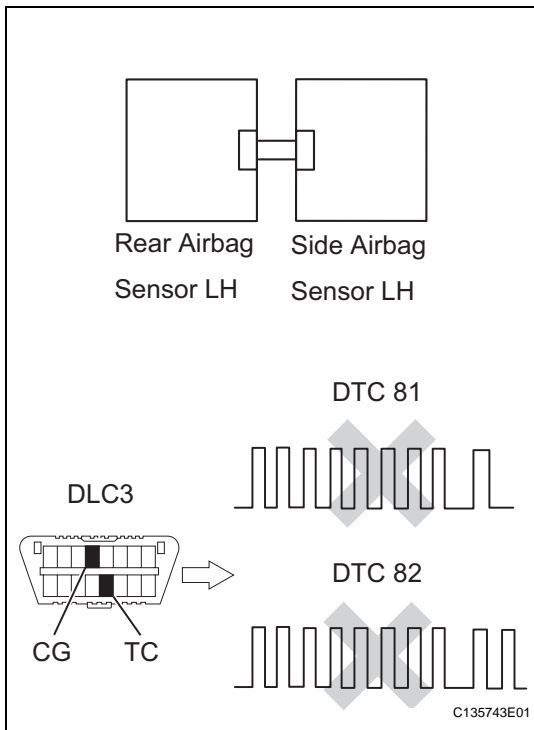 Rear Airbag
Sensor LH
Side Airbag
Sensor LH
DTC 81
DLC3
DTC 82
CG
TC
C135743E01